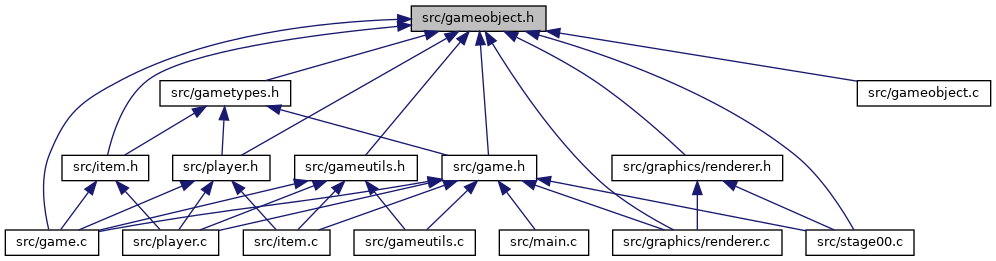 src/gameobject.h
src/gametypes.h
src/gameobject.c
src/item.h
src/player.h
src/gameutils.h
src/game.h
src/graphics/renderer.h
src/game.c
src/player.c
src/item.c
src/gameutils.c
src/main.c
src/graphics/renderer.c
src/stage00.c